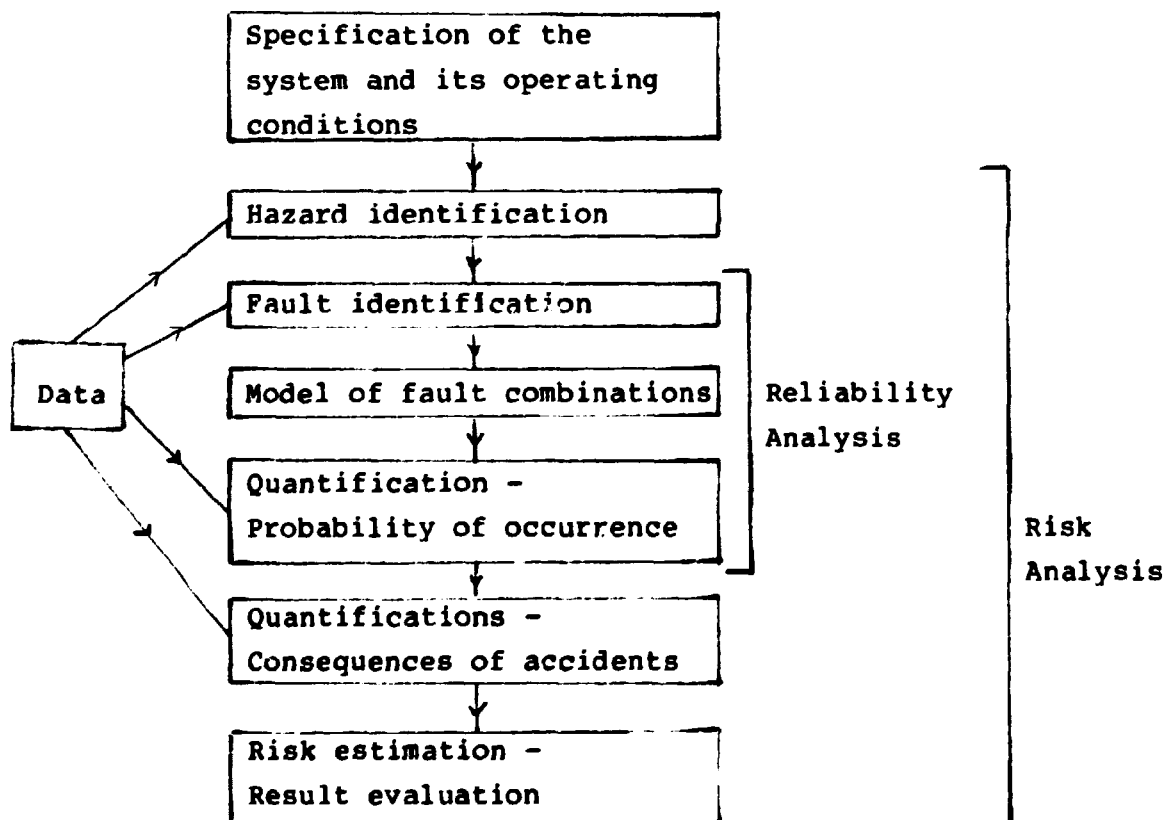 Specification of the
system and its operating
conditions
Hazard identification
Fault identification
Data
Model of fault combinations
Reliability
Analysis
Quantification -
Probability of occurrence
Risk
Analysis
Quantifications -
Consequences of accidents
Risk estimation -
Result evaluation